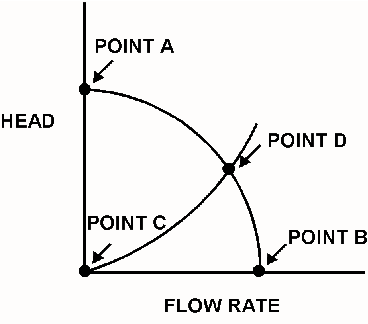 POINT A
HEAD
POINT D
POINT C
POINT B
FLOW RATE